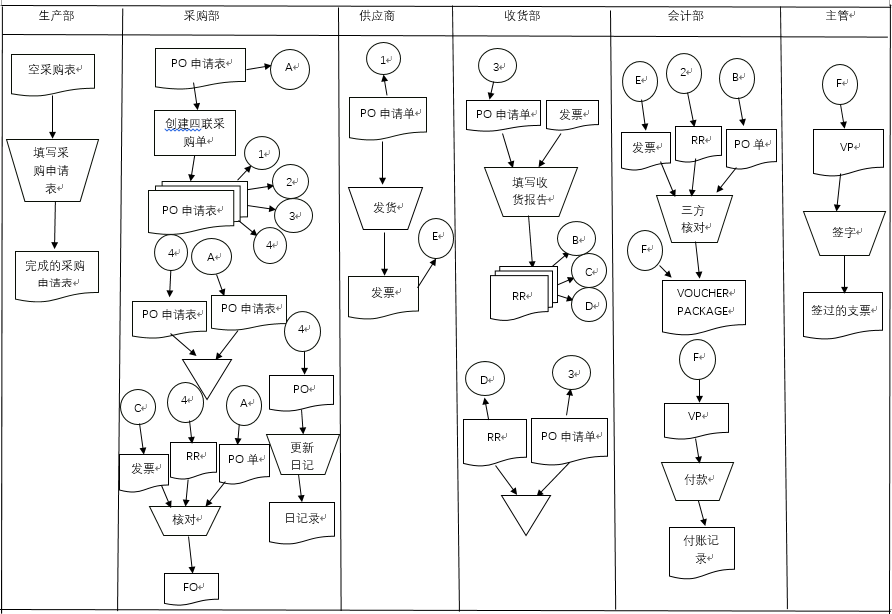 生产部
采购部
供应商
收货部
会计部
主管
空采购表
填写采
购申请
表
完成的采购
申请表
PO 申请表
A
创建四联采
购单
1
2
3
4
PO 申请表
4
A
PO 申请表
PO 申请表
4
PO
更新
日记
日记录
C
4
A
发票
RR
PO 单
核对
FO
1
PO 申请单
发货
发票
E
3
PO 申请单
发票
填写收
货报告
B
C
D
RR
D
3
RR
PO 申请单
E
2
B
发票
RR
PO 单
三方
核对
F
VOUCHER
PACKAGE
F
VP
付款
付账记
录
F
VP
签字
签过的支票